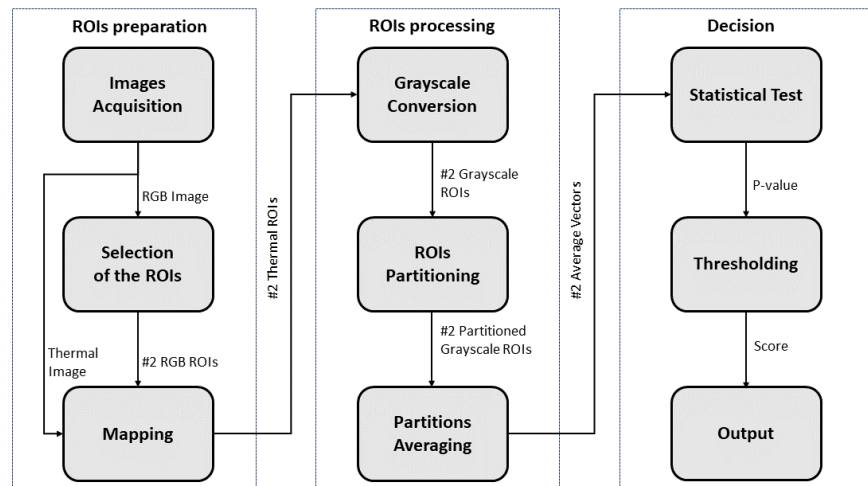 ROIs preparation
Images
Acquisition
RGB Image
Selection
of the ROIs
Thermal
Image
#2 RGB ROIs
Mapping
#2 Thermal ROIs
ROIs processing
Grayscale
Conversion
#2 Grayscale
ROIs
ROIs
Partitioning
#2 Partitioned
Grayscale ROIs
Partitions
Averaging
#2 Average Vectors
Decision
Statistical Test
P-value
Thresholding
Score
Output